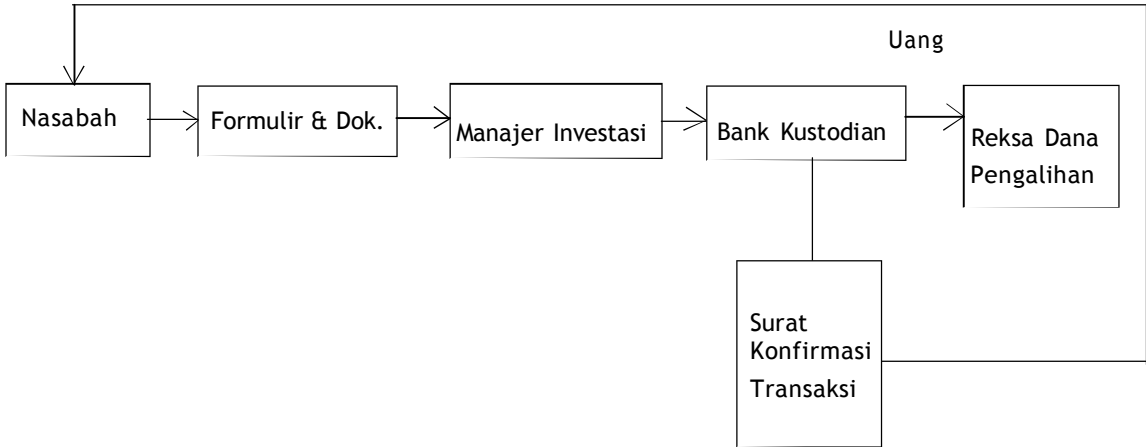 Uang
Nasabah
Formulir & Dok.
Manajer Investasi
Bank Kustodian
Reksa Dana
Pengalihan
Surat
Konfirmasi
Transaksi